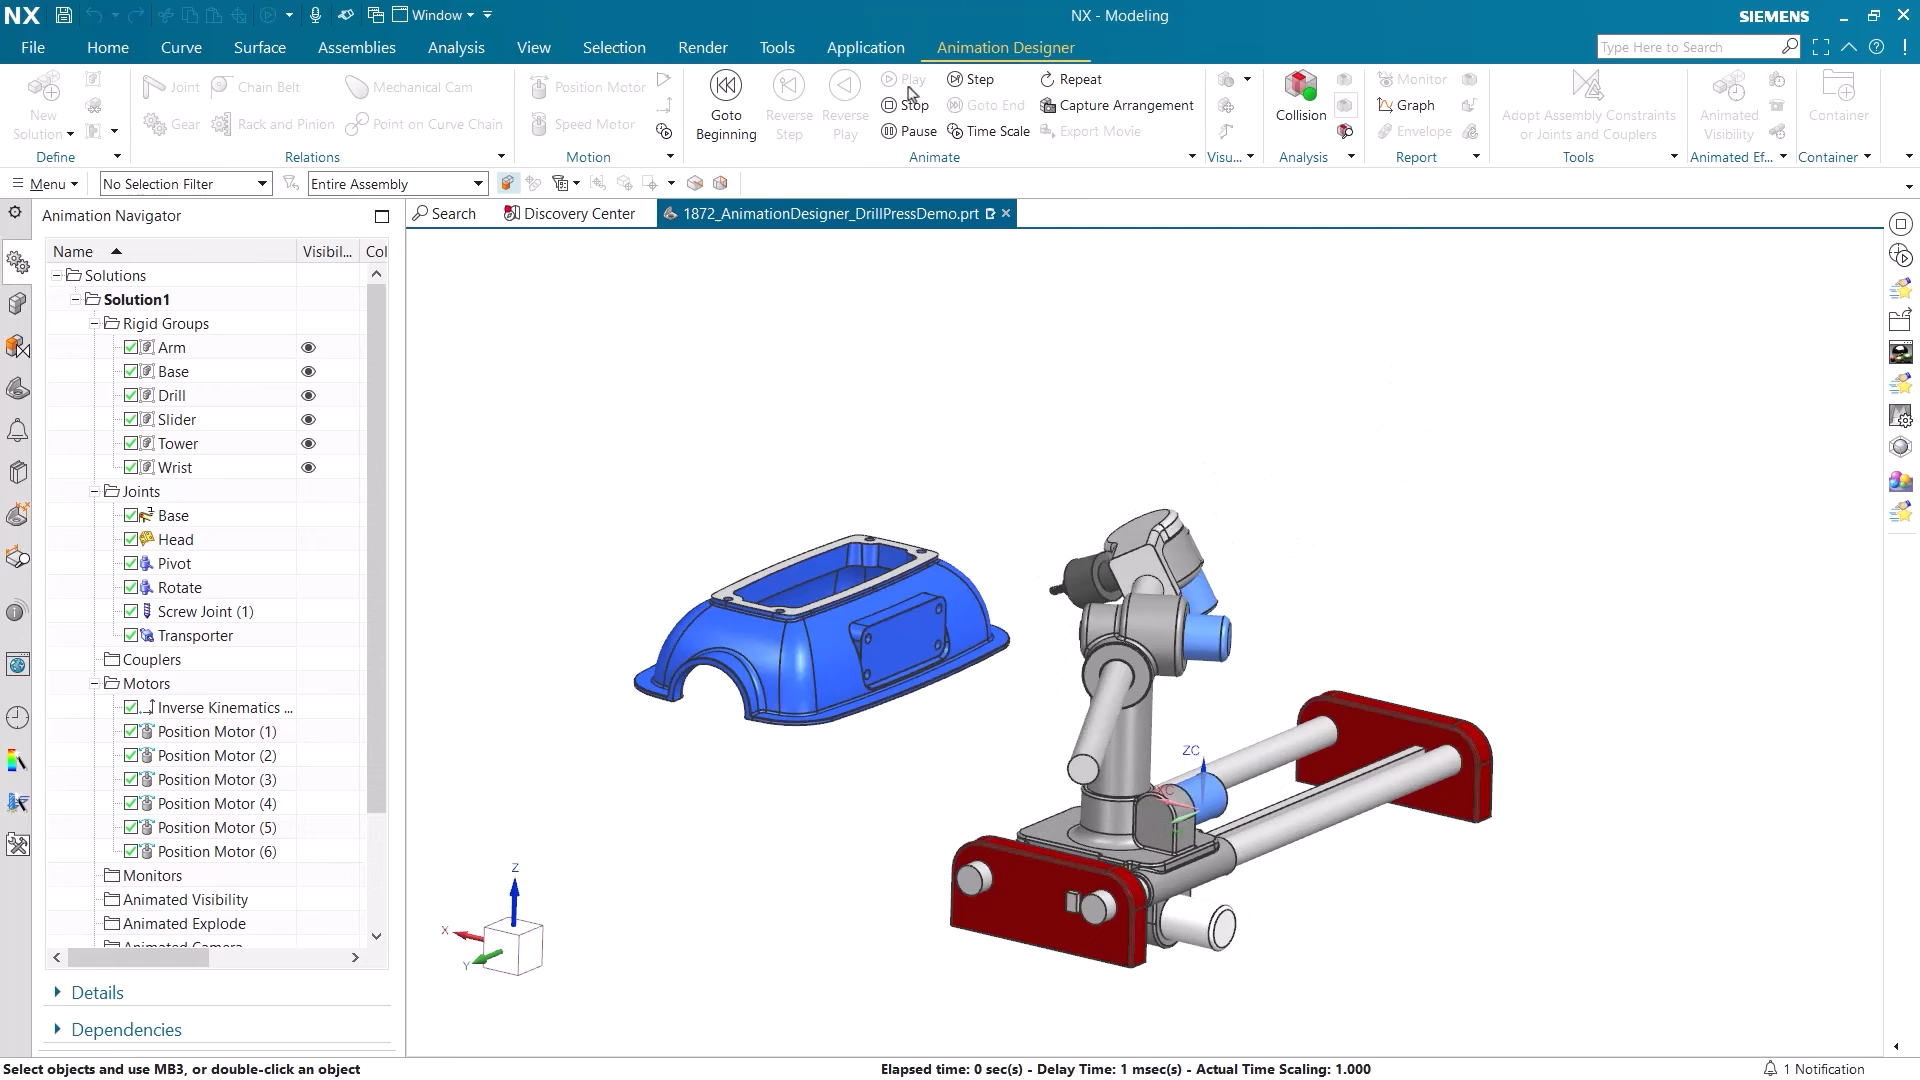 NX
Window
NX - Modeling
SIEMENS
File
Home
Curve
Surface
Assemblies
Analysis
View
Selection
Render
Tools
Application
Animation Designer
Type Here to Search
New
Solution
Joint
Chain Belt
Mechanical Cam
Gear
Rack and Pinion
Point on Curve Chain
Position Motor
Speed Motor
Goto
Beginning
Reverse
Step
Reverse
Play
Play
Stop
Pause
Step
Goto End
Time Scale
Repeat
Capture Arrangement
Export Movie
Collision
Monitor
Graph
Envelope
Adopt Assembly Constraints
or Joints and Couplers
Animated
Visibility
Container
Define
Relations
Motion
Animate
Visu...
Analysis
Report
Tools
Animated Ef...
Container
Menu
No Selection Filter
Entire Assembly
Animation Navigator
Search
Discovery Center
1872_AnimationDesigner_DrillPressDemo.prt
Name
Visibil...
Col
Solutions
Solution1
Rigid Groups
Arm
Base
Drill
Slider
Tower
Wrist
Joints
Base
Head
Pivot
Rotate
Screw Joint (1)
Transporter
Couplers
Motors
Inverse Kinematics ...
Position Motor (1)
Position Motor (2)
Position Motor (3)
Position Motor (4)
Position Motor (5)
Position Motor (6)
Monitors
Animated Visibility
Animated Explode
Animated Camera
Details
Dependencies
ZC
Z
X
Y
Select objects and use MB3, or double-click an object
Elapsed time: 0 sec(s) - Delay Time: 1 msec(s) - Actual Time Scaling: 1.000
1 Notification